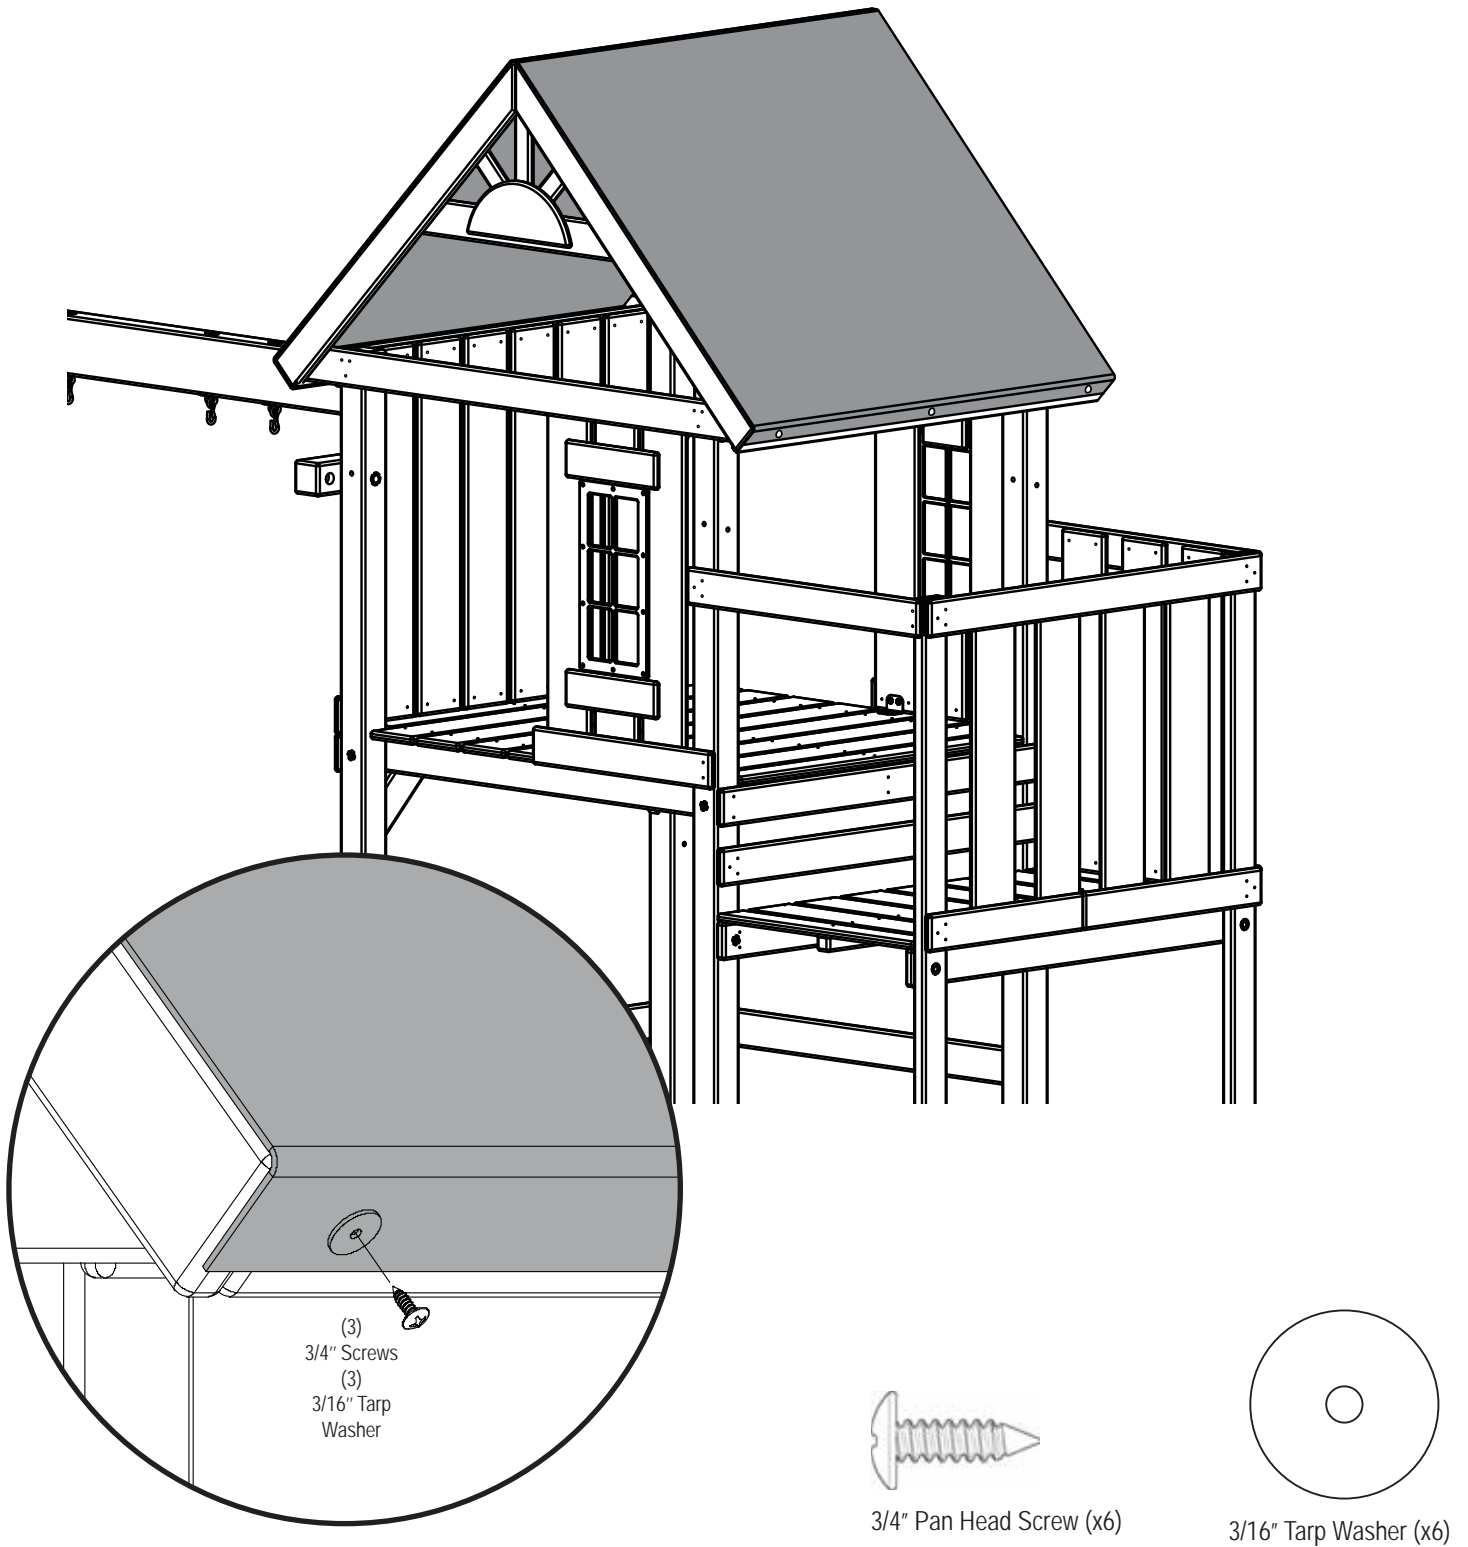 (3)
3/4" Screws
(3)
3/16" Tarp
Washer
3/4" Pan Head Screw (x6)
3/16" Tarp Washer (x6)